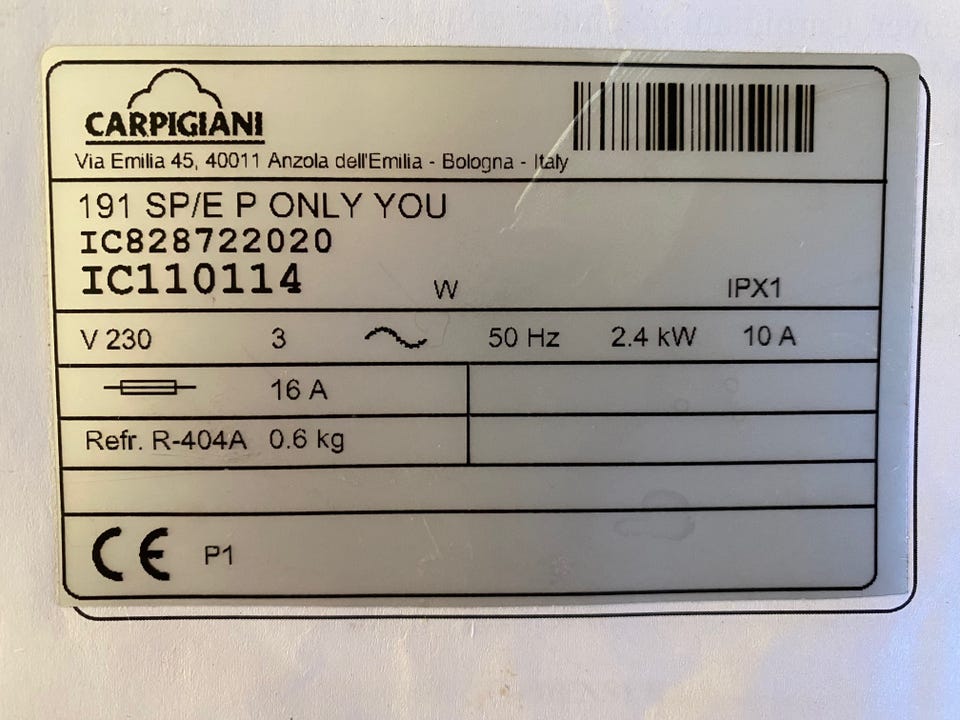 CARPIGIANI
Via Emilia 45, 40011 Anzola dell'Emilia - Bologna - Italy
191 SP/E P ONLY YOU
IC828722020
IC110114 W IPX1
V 230 3 50 Hz 2.4 kW 10 A
16 A
Refr. R-404A 0.6 kg
CE P1